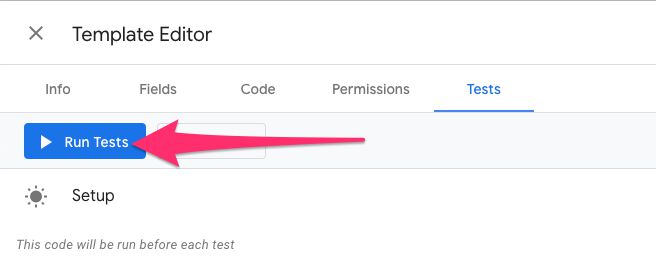 Template Editor
Info Fields Code Permissions Tests
Run Tests
Setup
This code will be run before each test